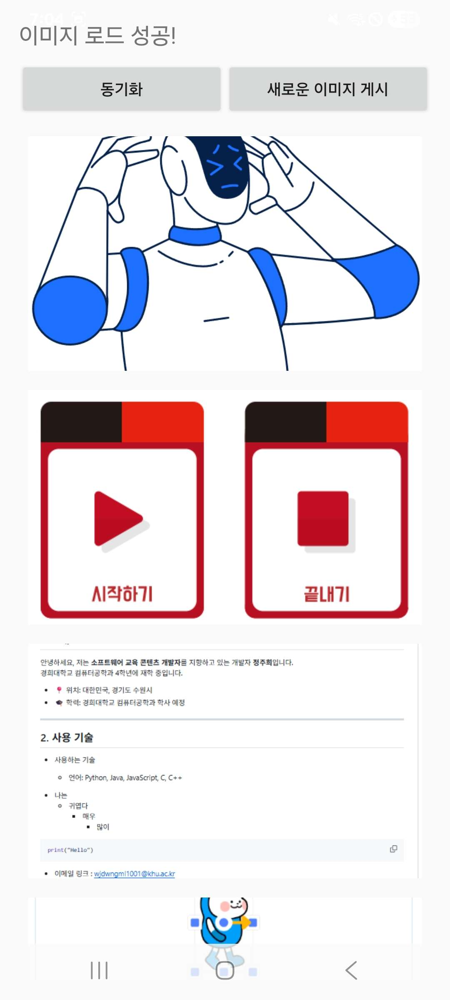 7:04
이미지 로드 성공!
동기화
새로운 이미지 게시
시작하기
끝내기
안녕하세요, 저는 소프트웨어 교육 콘텐츠 개발자를 지향하고 있는 개발자 정주희입니다.
경희대학교 컴퓨터공학과 4학년에 재학 중입니다.
위치: 대한민국, 경기도 수원시
학력: 경희대학교 컴퓨터공학과 학사 예정
2. 사용 기술
사용하는 기술
언어: Python, Java, JavaScript, C, C++
나는
귀엽다
매우
많이
print("Hello")
이메일 링크 : wjdwngml1001@khu.ac.kr